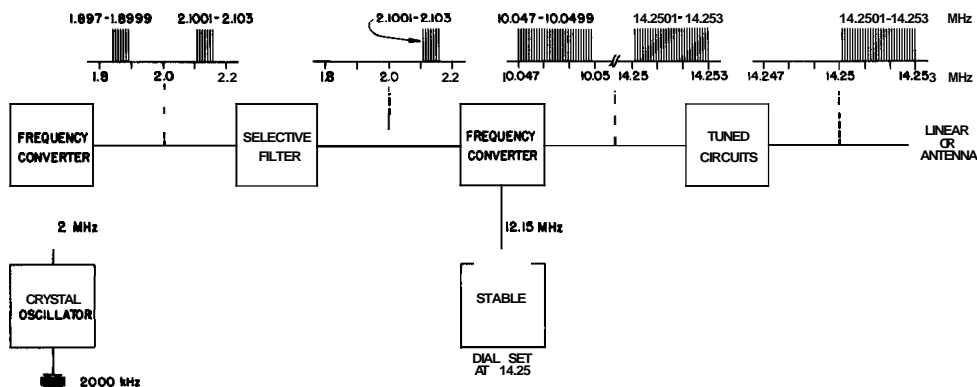 1.897-1.8999
2.1001-2.103
2.1001-2.103
10.047-10.0499
14.2501-14.253
14.2501-14.253
MHz
1.8
2.0
2.2
1.8
2.0
2.2
10.047
10.05
14.25
14.253
14.247
14.25
14.253
MHz
FREQUENCY
CONVERTER
SELECTIVE
FILTER
FREQUENCY
CONVERTER
TUNED
CIRCUITS
LINEAR
OR
ANTENNA
2 MHz
12.15 MHz
CRYSTAL
OSCILLATOR
STABLE
2000 kHz
DIAL SET
AT 14.25